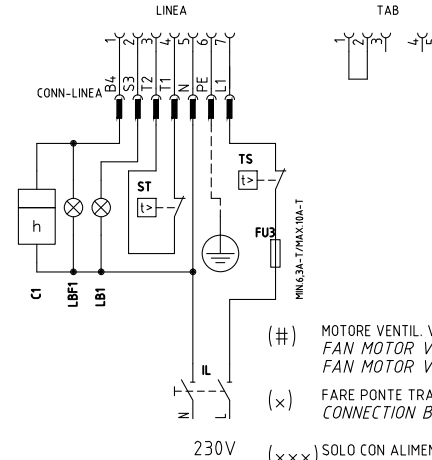 LINEA
TAB
1 2 3 4 5 6 7
1 2 3 4 5
CONN-LINEA
B4 S3 T2 T1 N PE L1
TS
t>
ST
t>
h
FU3
MIN.6,3A-T/MAX.10A-T
C1
LBF1
LB1
IL
N L
230V
(#) MOTORE VENTIL. V
FAN MOTOR V
FAN MOTOR V
(x) FARE PONTE TRA
CONNECTION B
(xxx) SOLO CON ALIMEN